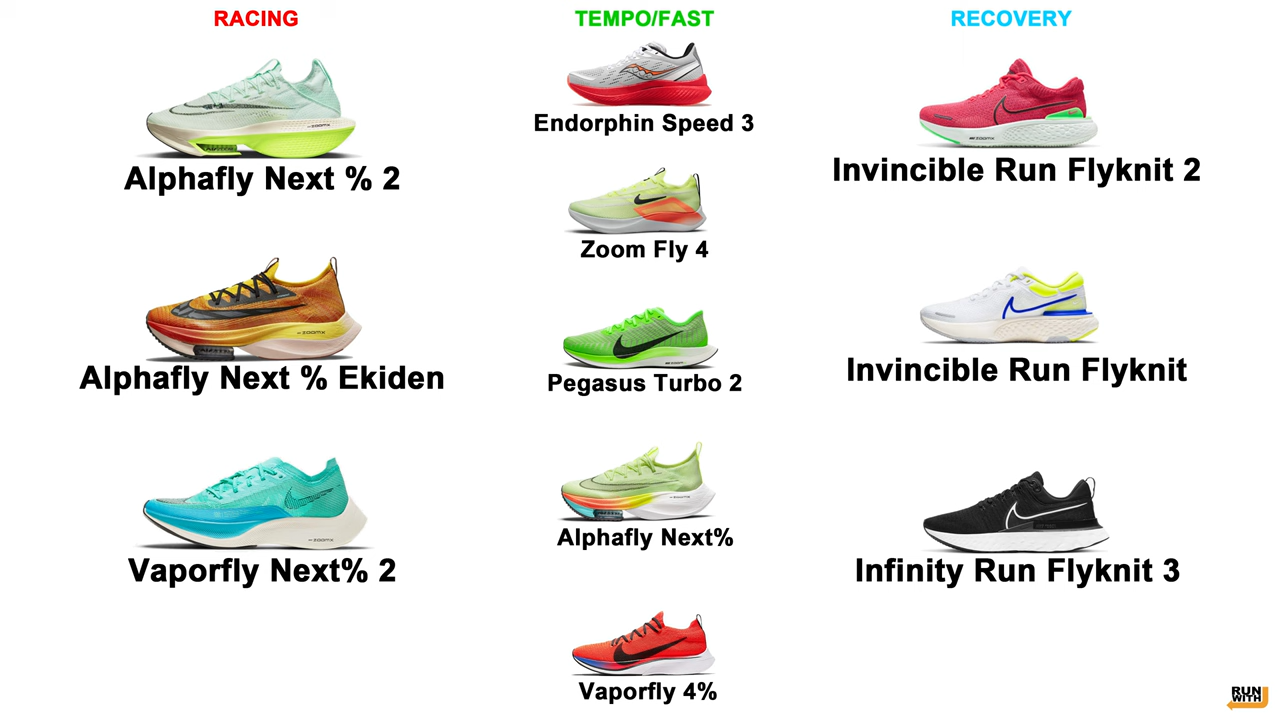 RACING
Alphafly Next % 2
Alphafly Next % Ekiden
Vaporfly Next% 2
TEMPO/FAST
Endorphin Speed 3
Zoom Fly 4
Pegasus Turbo 2
Alphafly Next%
Vaporfly 4%
RECOVERY
Invincible Run Flyknit 2
Invincible Run Flyknit
Infinity Run Flyknit 3
RUN
WITH